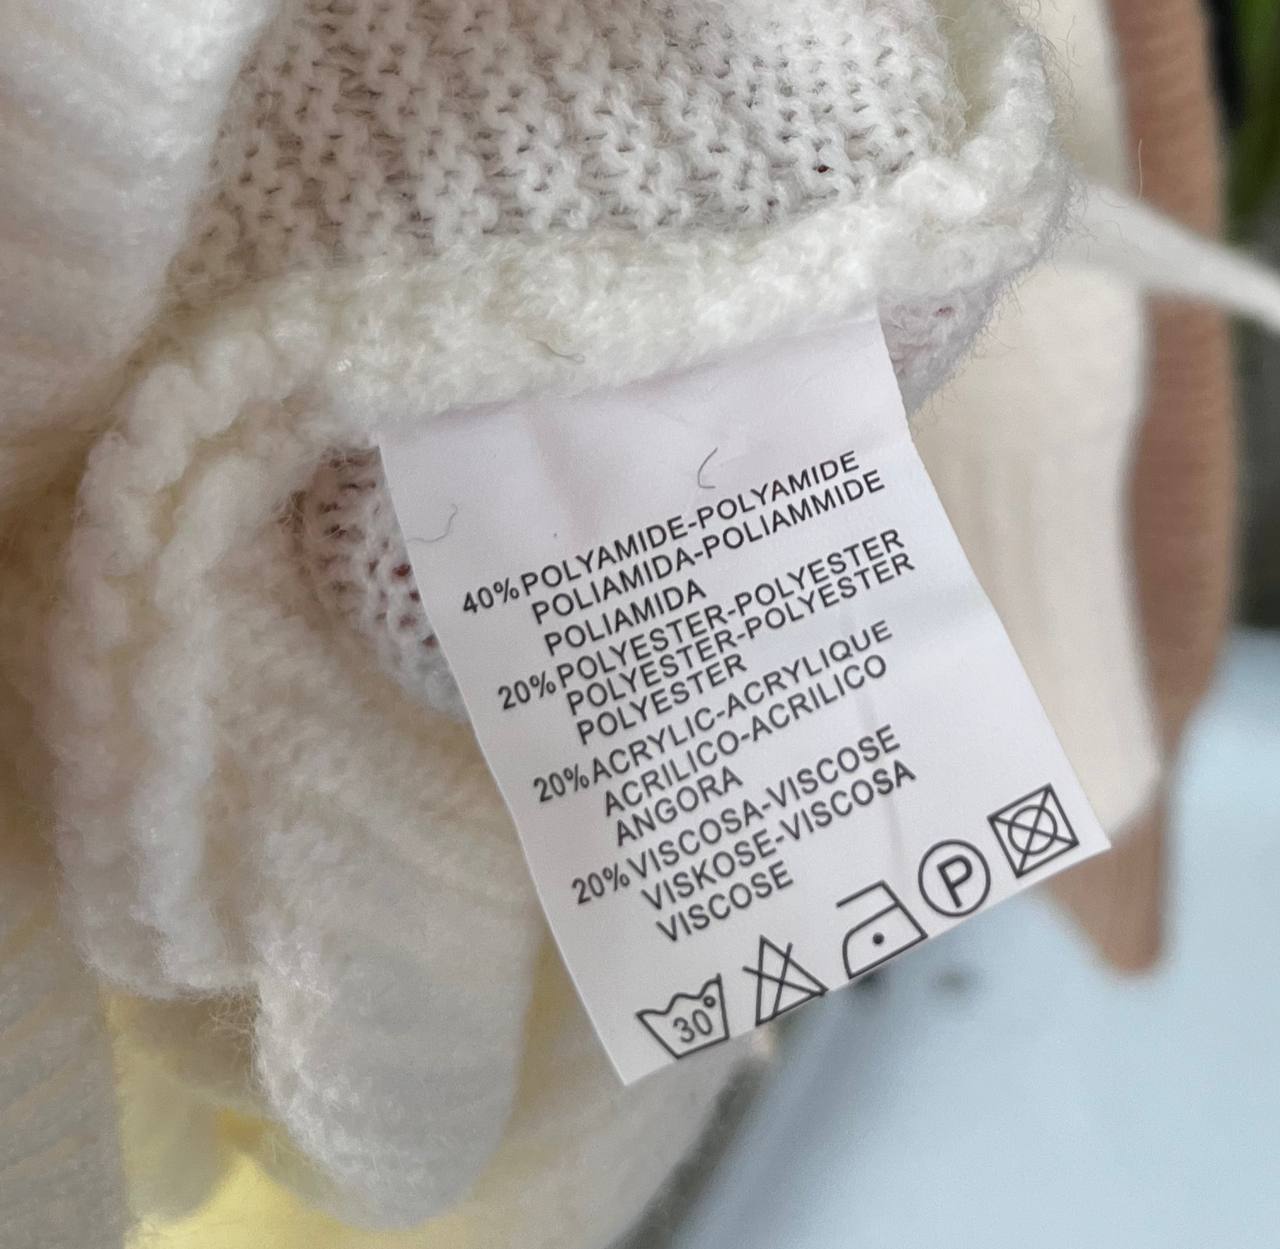 40%POLYAMIDE-POLYAMIDE
POLIAMIDA-POLIAMMIDE
POLIAMIDA
20%POLYESTER-POLYESTER
POLYESTER-POLYESTER
POLYESTER
20%ACRYLIC-ACRYLIQUE
ACRILICO-ACRILICO
ANGORA
20%VISCOSA-VISCOSE
VISKOSE-VISCOSA
VISCOSE
30° P